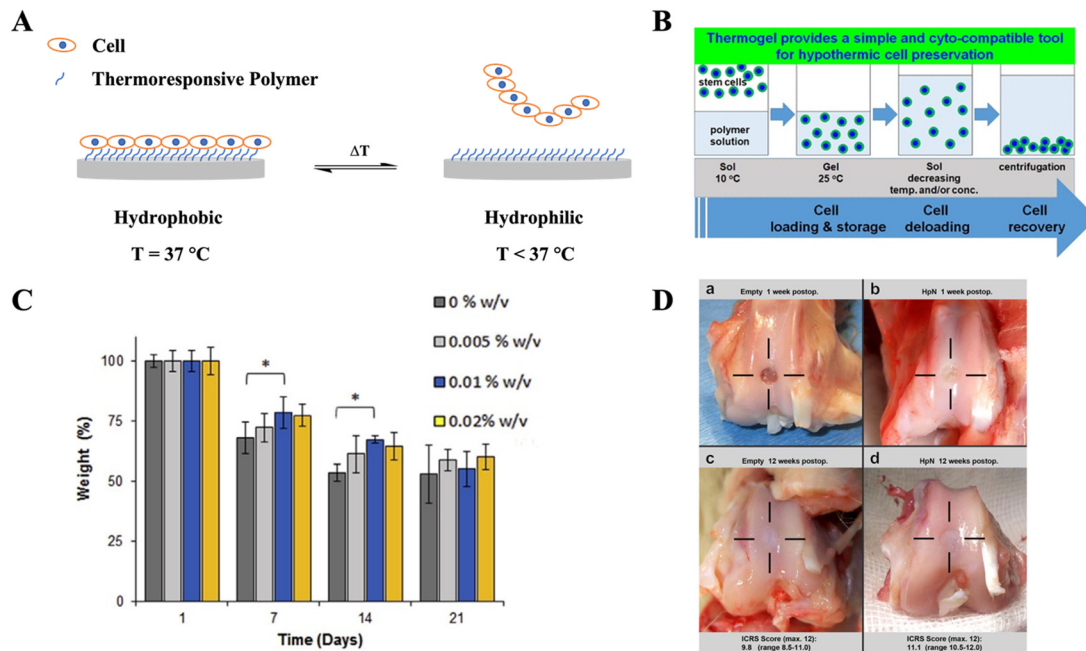 A
Cell
Thermoresponsive Polymer
ΔT
Hydrophobic
Hydrophilic
T = 37 °C
T < 37 °C
B
Thermogel provides a simple and cyto-compatible tool
for hypothermic cell preservation
stem cells
polymer
solution
Sol
10 °C
Gel
25 °C
Sol
decreasing
temp. and/or conc.
centrifugation
Cell
loading & storage
Cell
deloading
Cell
recovery
C
0 % w/v
0.005 % w/v
0.01 % w/v
0.02% w/v
*
*
100
75
50
25
0
Weight (%)
1
7
14
21
Time (Days)
D
a
Empty 1 week postop.
b
HpN 1 week postop.
c
Empty 12 weeks postop.
d
HpN 12 weeks postop.
ICRS Score (max. 12):
9.8 (range 8.5-11.0)
ICRS Score (max. 12):
11.1 (range 10.5-12.0)